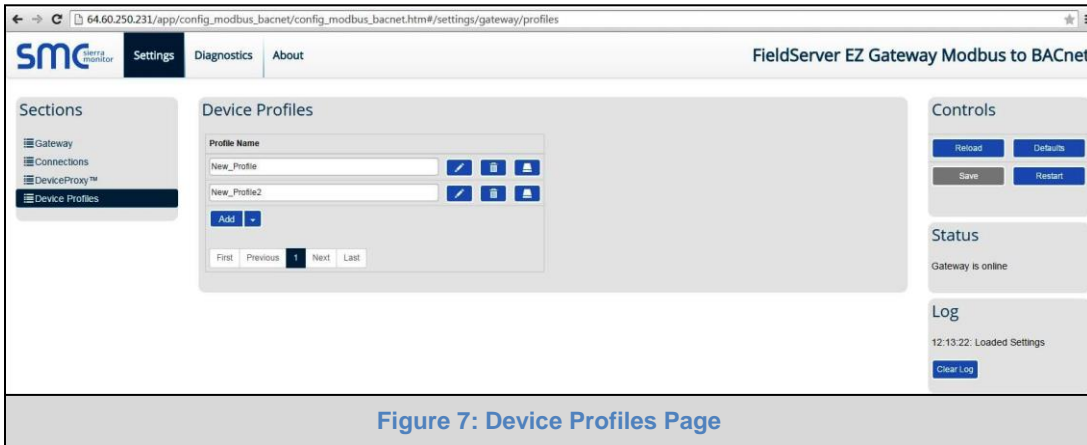 64.60.250.231/app/config_modbus_bacnet/config_modbus_bacnet.htm#/settings/gateway/profiles
SMC sierra monitor
Settings
Diagnostics
About
FieldServer EZ Gateway Modbus to BACnet
Sections
Gateway
Connections
DeviceProxy™
Device Profiles
Device Profiles
Profile Name
New_Profile
New_Profile2
Add
First Previous 1 Next Last
Controls
Reload Defaults
Save Restart
Status
Gateway is online
Log
12:13:22: Loaded Settings
Clear Log
Figure 7: Device Profiles Page